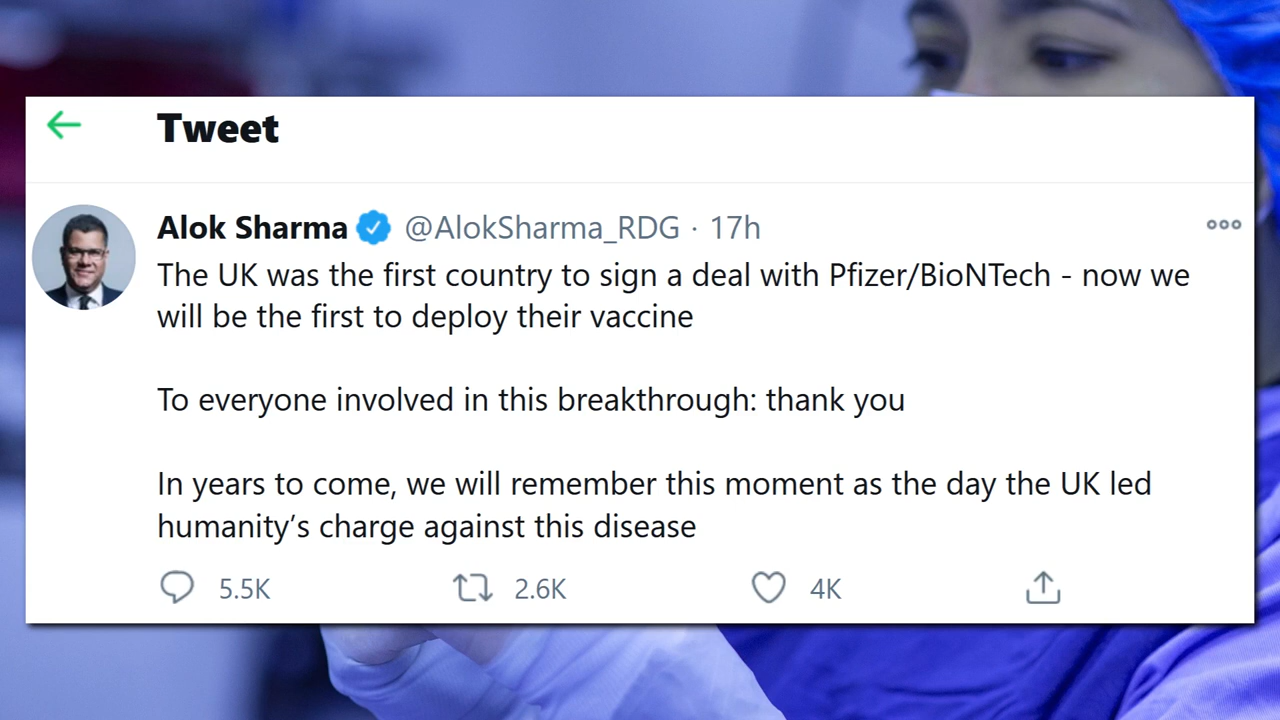 Tweet
Alok Sharma @AlokSharma_RDG · 17h
The UK was the first country to sign a deal with Pfizer/BioNTech - now we
will be the first to deploy their vaccine
To everyone involved in this breakthrough: thank you
In years to come, we will remember this moment as the day the UK led
humanity’s charge against this disease
5.5K 2.6K 4K